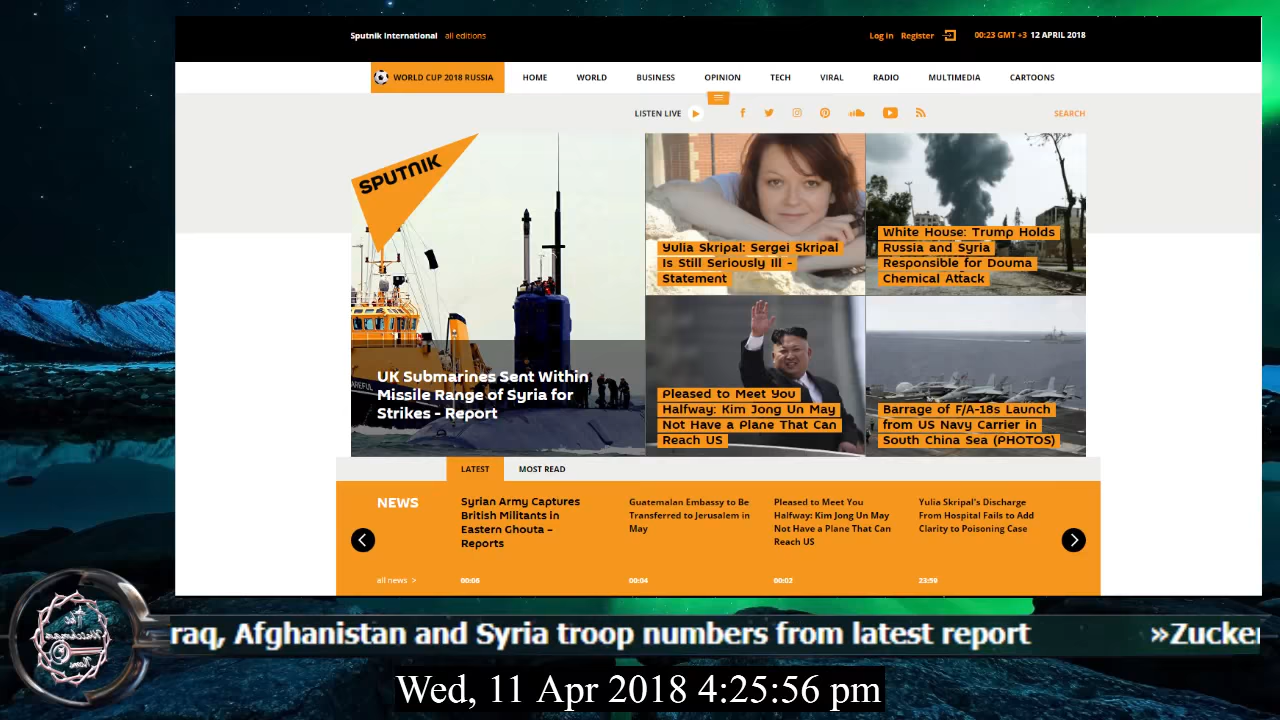 Sputnik International all editions
Log in Register 00:23 GMT +3 12 APRIL 2018
WORLD CUP 2018 RUSSIA HOME WORLD BUSINESS OPINION TECH VIRAL RADIO MULTIMEDIA CARTOONS
LISTEN LIVE
SEARCH
SPUTNIK
UK Submarines Sent Within
Missile Range of Syria for
Strikes - Report
Yulia Skripal: Sergei Skripal
Is Still Seriously Ill -
Statement
White House: Trump Holds
Russia and Syria
Responsible for Douma
Chemical Attack
Pleased to Meet You
Halfway: Kim Jong Un May
Not Have a Plane That Can
Reach US
Barrage of F/A-18s Launch
from US Navy Carrier in
South China Sea (PHOTOS)
LATEST MOST READ
NEWS
all news >
Syrian Army Captures
British Militants in
Eastern Ghouta –
Reports
00:06
Guatemalan Embassy to Be
Transferred to Jerusalem in
May
00:04
Pleased to Meet You
Halfway: Kim Jong Un May
Not Have a Plane That Can
Reach US
00:02
Yulia Skripal's Discharge
From Hospital Fails to Add
Clarity to Poisoning Case
23:59
raq, Afghanistan and Syria troop numbers from latest report »Zucker
Wed, 11 Apr 2018 4:25:56 pm